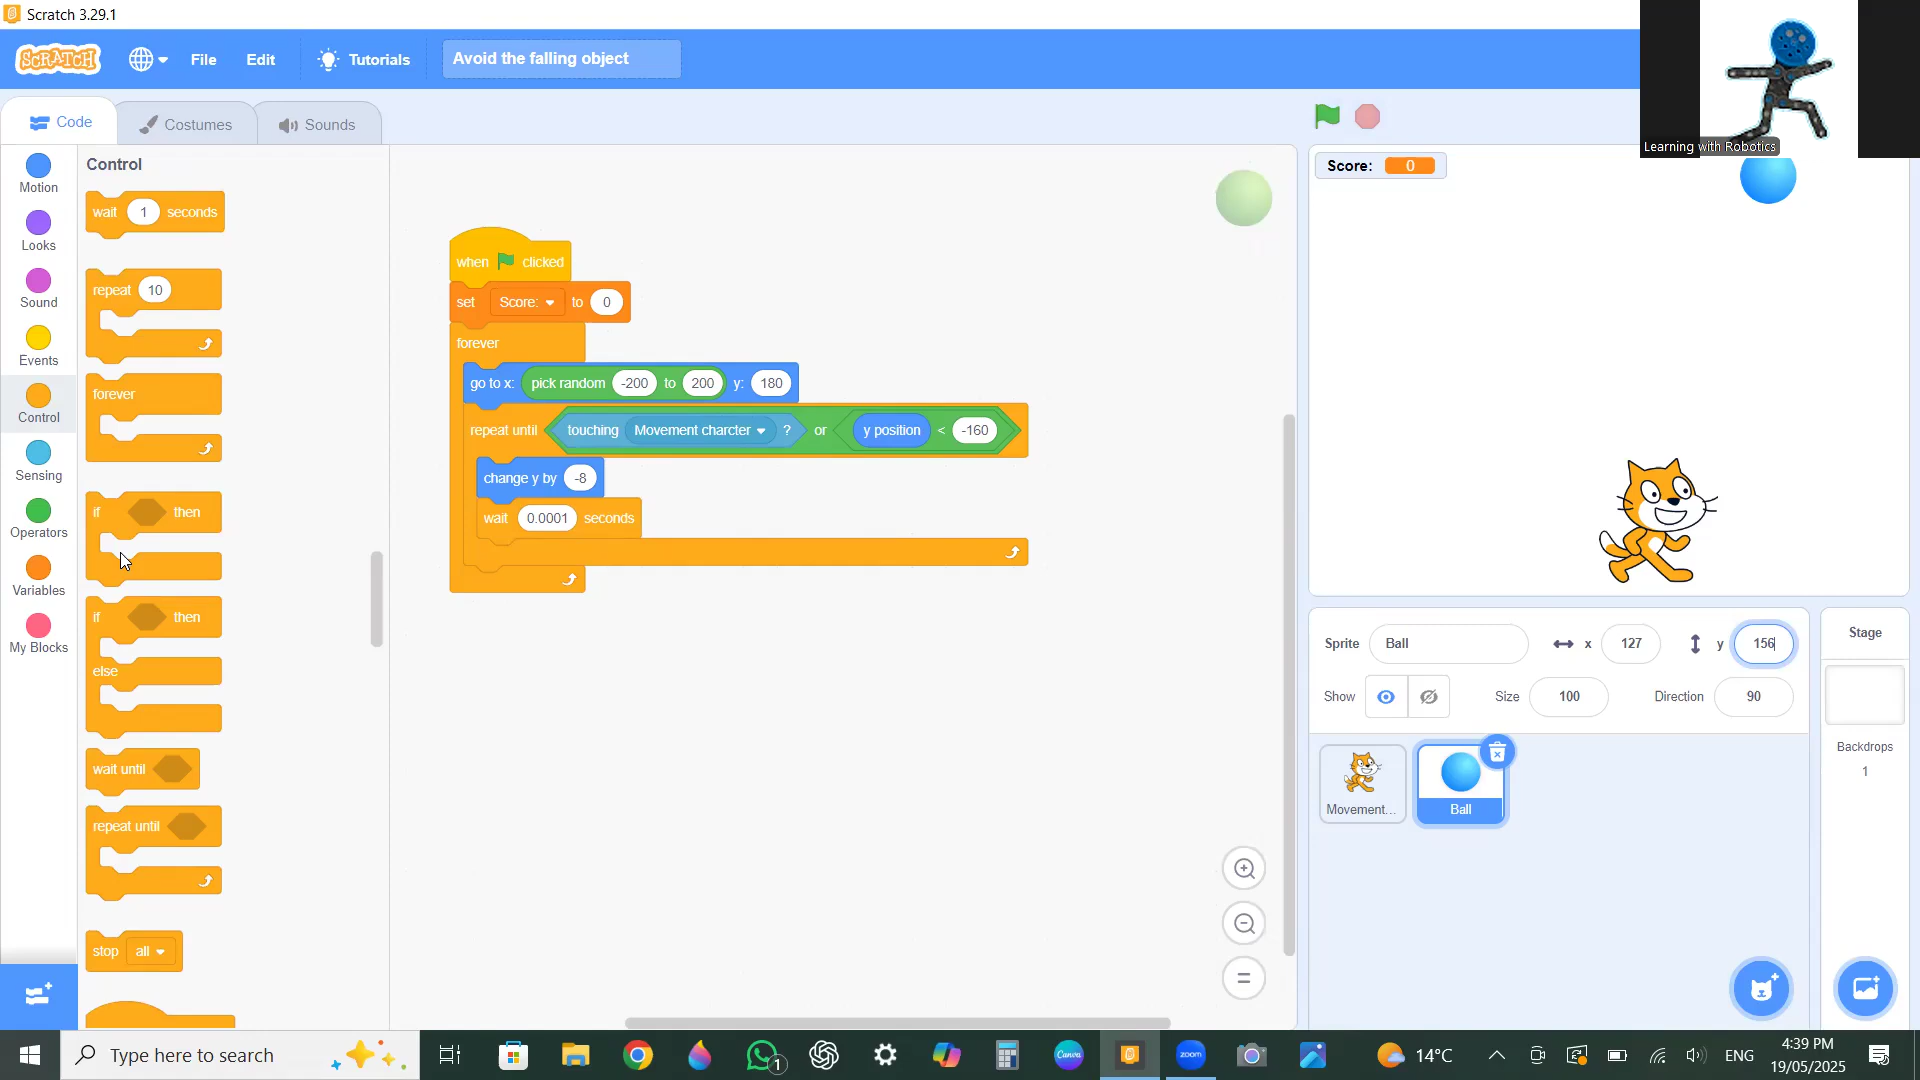 Scratch 3.29.1
SCRATCH
File
Edit
Tutorials
Avoid the falling object
Learning with Robotics
Code
Costumes
Sounds
Motion
Looks
Sound
Events
Control
Sensing
Operators
Variables
My Blocks
Control
wait 1 seconds
repeat 10
forever
if then
if then
else
wait until
repeat until
stop all
when clicked
set Score: to 0
forever
go to x: pick random -200 to 200 y: 180
repeat until touching Movement charcter ? or y position < -160
change y by -8
wait 0.0001 seconds
Score: 0
Sprite Ball x 127 y 156
Show Size 100 Direction 90
Movement...
Ball
Stage
Backdrops
1
Type here to search
1
Canva
zoom
14°C
ENG
4:39 PM
19/05/2025